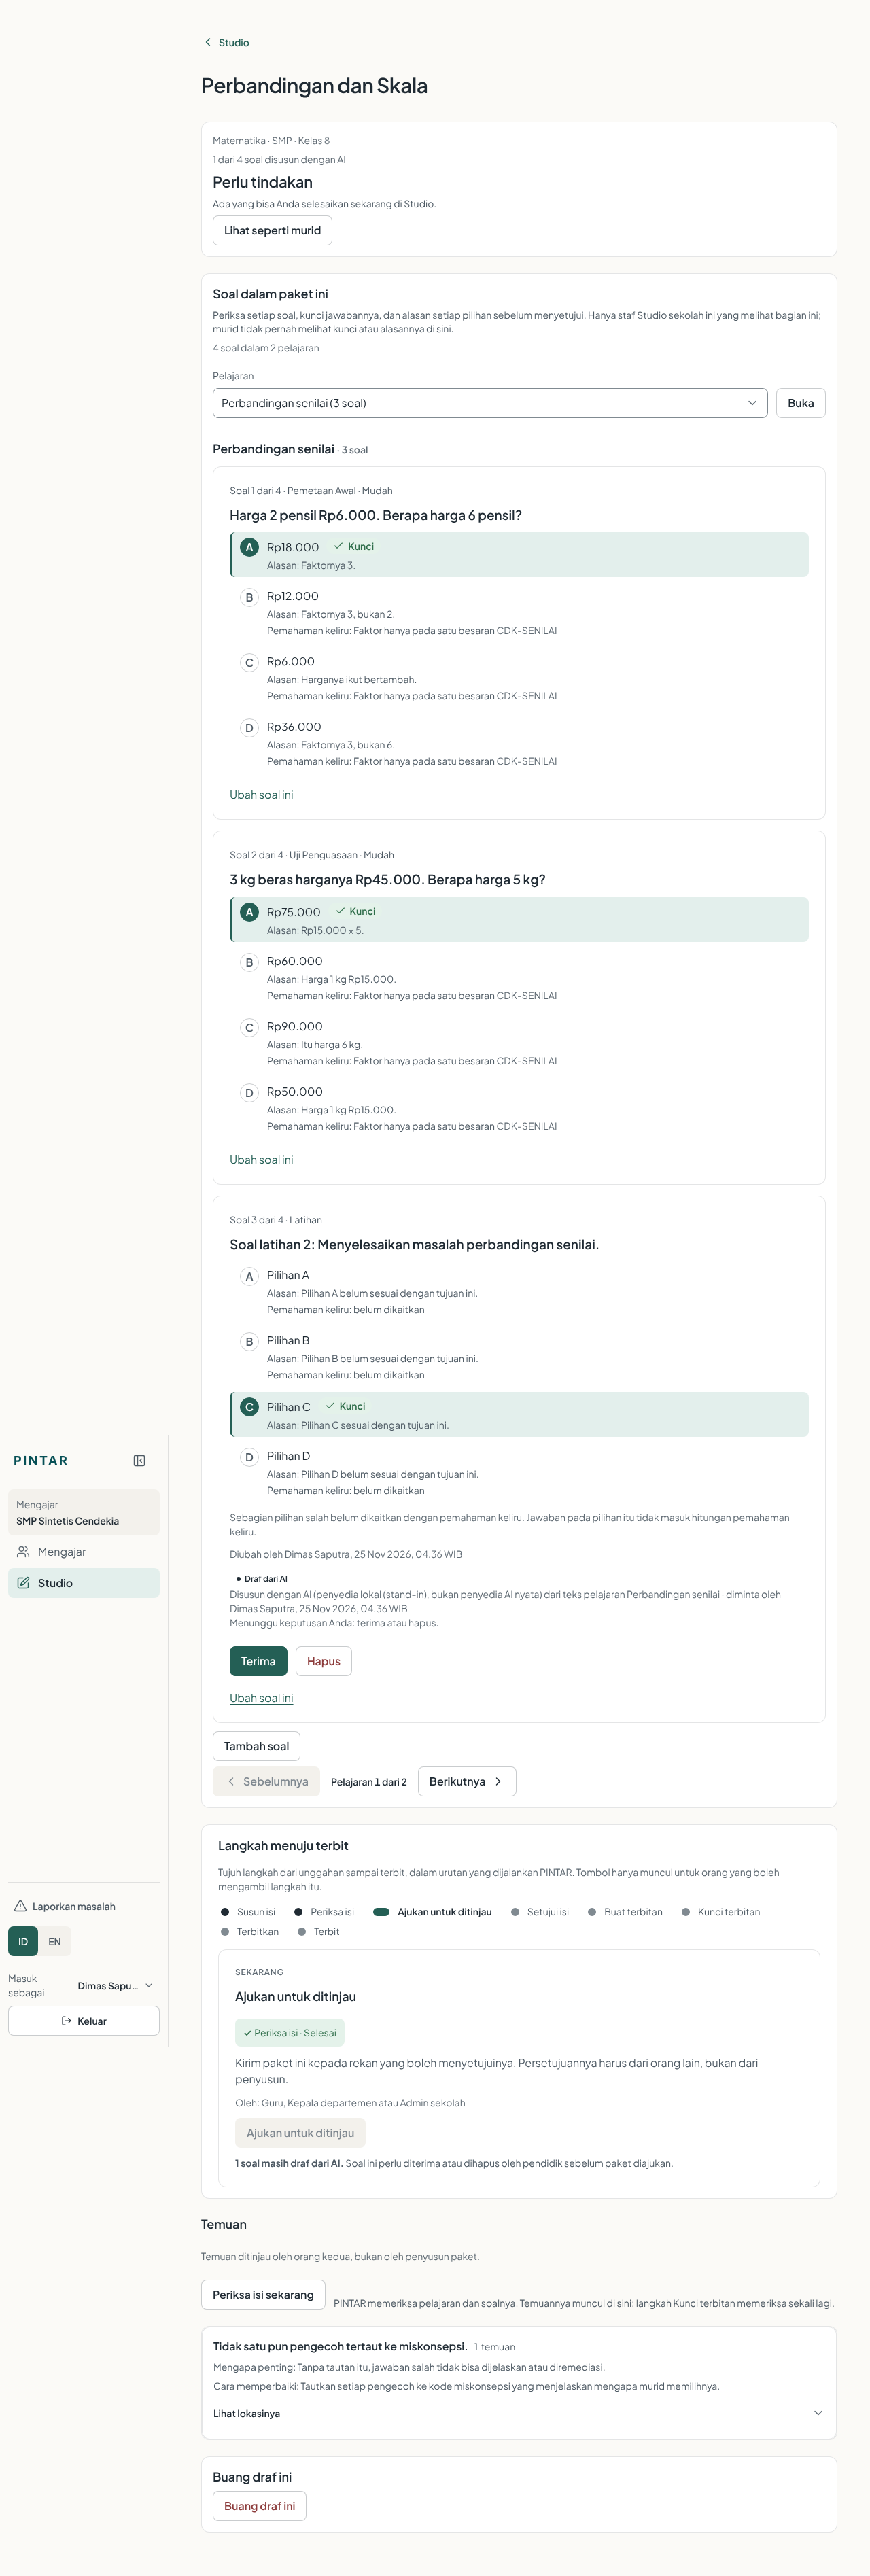 Studio
Perbandingan dan Skala
Matematika · SMP · Kelas 8
1 dari 4 soal disusun dengan AI
Perlu tindakan
Ada yang bisa Anda selesaikan sekarang di Studio.
Lihat seperti murid
Soal dalam paket ini
Periksa setiap soal, kunci jawabannya, dan alasan setiap pilihan sebelum menyetujui. Hanya staf Studio sekolah ini yang melihat bagian ini;
murid tidak pernah melihat kunci atau alasannya di sini.
4 soal dalam 2 pelajaran
Pelajaran
Perbandingan senilai (3 soal)
Buka
Perbandingan senilai · 3 soal
Soal 1 dari 4 · Pemetaan Awal · Mudah
Harga 2 pensil Rp6.000. Berapa harga 6 pensil?
A Rp18.000 Kunci
Alasan: Faktornya 3.
B Rp12.000
Alasan: Faktornya 3, bukan 2.
Pemahaman keliru: Faktor hanya pada satu besaran CDK-SENILAI
C Rp6.000
Alasan: Harganya ikut bertambah.
Pemahaman keliru: Faktor hanya pada satu besaran CDK-SENILAI
D Rp36.000
Alasan: Faktornya 3, bukan 6.
Pemahaman keliru: Faktor hanya pada satu besaran CDK-SENILAI
Ubah soal ini
Soal 2 dari 4 · Uji Penguasaan · Mudah
3 kg beras harganya Rp45.000. Berapa harga 5 kg?
A Rp75.000 Kunci
Alasan: Rp15.000 × 5.
B Rp60.000
Alasan: Harga 1 kg Rp15.000.
Pemahaman keliru: Faktor hanya pada satu besaran CDK-SENILAI
C Rp90.000
Alasan: Itu harga 6 kg.
Pemahaman keliru: Faktor hanya pada satu besaran CDK-SENILAI
D Rp50.000
Alasan: Harga 1 kg Rp15.000.
Pemahaman keliru: Faktor hanya pada satu besaran CDK-SENILAI
Ubah soal ini
Soal 3 dari 4 · Latihan
Soal latihan 2: Menyelesaikan masalah perbandingan senilai.
A Pilihan A
Alasan: Pilihan A belum sesuai dengan tujuan ini.
Pemahaman keliru: belum dikaitkan
B Pilihan B
Alasan: Pilihan B belum sesuai dengan tujuan ini.
Pemahaman keliru: belum dikaitkan
C Pilihan C Kunci
Alasan: Pilihan C sesuai dengan tujuan ini.
D Pilihan D
Alasan: Pilihan D belum sesuai dengan tujuan ini.
Pemahaman keliru: belum dikaitkan
Sebagian pilihan salah belum dikaitkan dengan pemahaman keliru. Jawaban pada pilihan itu tidak masuk hitungan pemahaman
keliru.
Diubah oleh Dimas Saputra, 25 Nov 2026, 04.36 WIB
Draf dari AI
Disusun dengan AI (penyedia lokal (stand-in), bukan penyedia AI nyata) dari teks pelajaran Perbandingan senilai · diminta oleh
Dimas Saputra, 25 Nov 2026, 04.36 WIB
Menunggu keputusan Anda: terima atau hapus.
Terima
Hapus
Ubah soal ini
Tambah soal
Sebelumnya
Pelajaran 1 dari 2
Berikutnya
PINTAR
Mengajar
SMP Sintetis Cendekia
Mengajar
Studio
Laporkan masalah
ID EN
Masuk
sebagai
Dimas Sapu…
Keluar
Langkah menuju terbit
Tujuh langkah dari unggahan sampai terbit, dalam urutan yang dijalankan PINTAR. Tombol hanya muncul untuk orang yang boleh
mengambil langkah itu.
Susun isi Periksa isi Ajukan untuk ditinjau Setujui isi Buat terbitan Kunci terbitan
Terbitkan Terbit
SEKARANG
Ajukan untuk ditinjau
Periksa isi · Selesai
Kirim paket ini kepada rekan yang boleh menyetujuinya. Persetujuannya harus dari orang lain, bukan dari
penyusun.
Oleh: Guru, Kepala departemen atau Admin sekolah
Ajukan untuk ditinjau
1 soal masih draf dari AI. Soal ini perlu diterima atau dihapus oleh pendidik sebelum paket diajukan.
Temuan
Temuan ditinjau oleh orang kedua, bukan oleh penyusun paket.
Periksa isi sekarang
PINTAR memeriksa pelajaran dan soalnya. Temuannya muncul di sini; langkah Kunci terbitan memeriksa sekali lagi.
Tidak satu pun pengecoh tertaut ke miskonsepsi. 1 temuan
Mengapa penting: Tanpa tautan itu, jawaban salah tidak bisa dijelaskan atau diremediasi.
Cara memperbaiki: Tautkan setiap pengecoh ke kode miskonsepsi yang menjelaskan mengapa murid memilihnya.
Lihat lokasinya
Buang draf ini
Buang draf ini